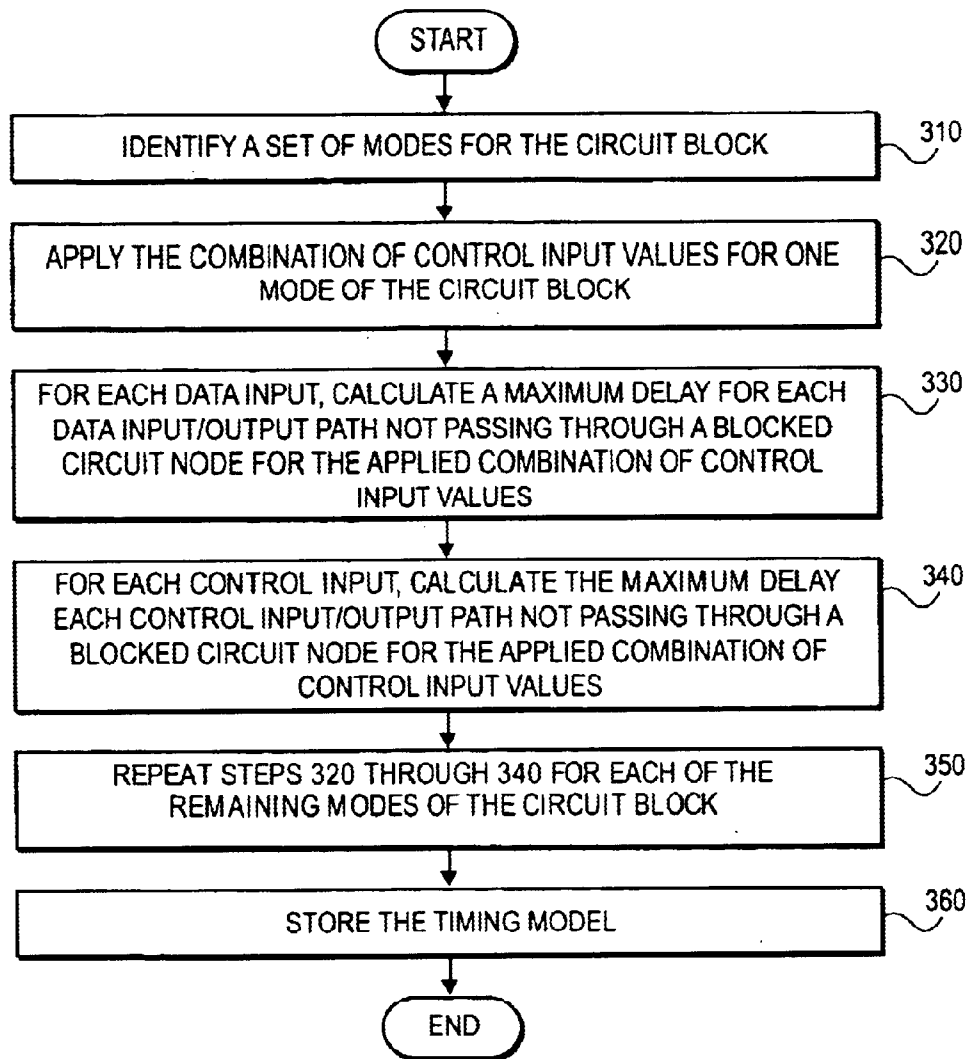 START
IDENTIFY A SET OF MODES FOR THE CIRCUIT BLOCK
310
APPLY THE COMBINATION OF CONTROL INPUT VALUES FOR ONE
MODE OF THE CIRCUIT BLOCK
320
FOR EACH DATA INPUT, CALCULATE A MAXIMUM DELAY FOR EACH
DATA INPUT/OUTPUT PATH NOT PASSING THROUGH A BLOCKED
CIRCUIT NODE FOR THE APPLIED COMBINATION OF CONTROL
INPUT VALUES
330
FOR EACH CONTROL INPUT, CALCULATE THE MAXIMUM DELAY
EACH CONTROL INPUT/OUTPUT PATH NOT PASSING THROUGH A
BLOCKED CIRCUIT NODE FOR THE APPLIED COMBINATION OF
CONTROL INPUT VALUES
340
REPEAT STEPS 320 THROUGH 340 FOR EACH OF THE
REMAINING MODES OF THE CIRCUIT BLOCK
350
STORE THE TIMING MODEL
360
END